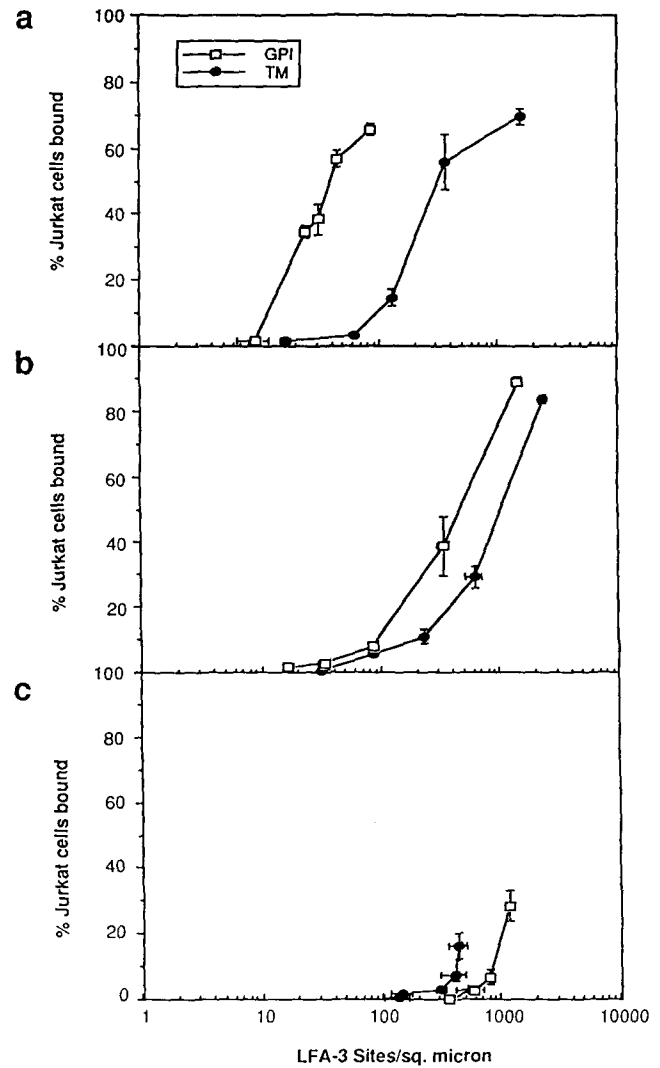 a
100
80
60
40
20
% Jurkat cells bound
GPI
TM
b
100
80
60
40
20
% Jurkat cells bound
c
100
80
60
40
20
0
% Jurkat cells bound
1 10 100 1000 10000
LFA-3 Sites/sq. micron